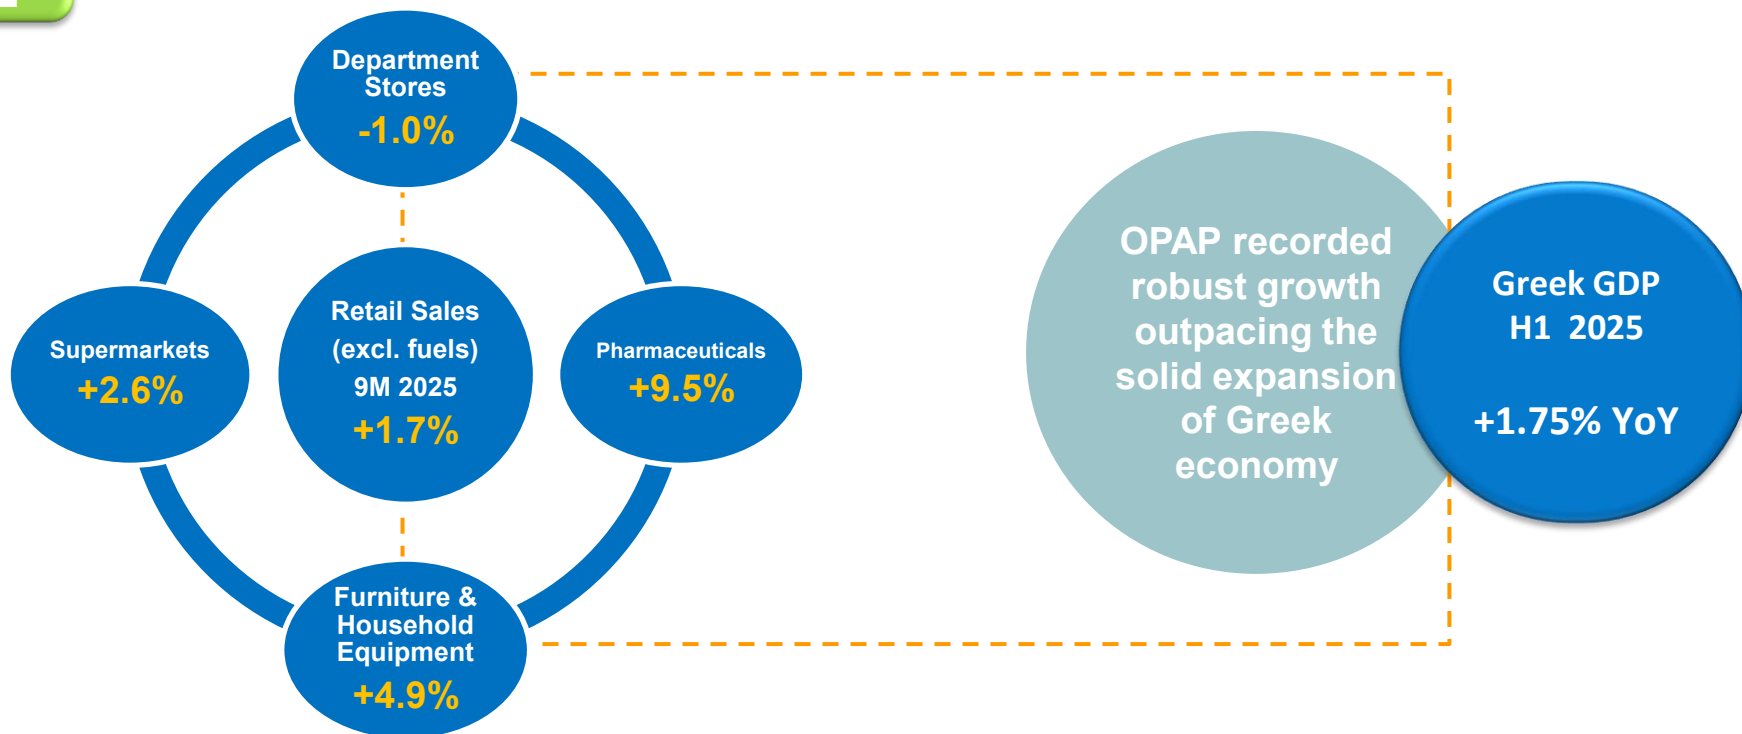 Department
Stores
-1.0%
Supermarkets
+2.6%
Retail Sales
(excl. fuels)
9M 2025
+1.7%
Pharmaceuticals
+9.5%
Furniture &
Household
Equipment
+4.9%
OPAP recorded
robust growth
outpacing the
solid expansion
of Greek
economy
Greek GDP
H1 2025
+1.75% YoY